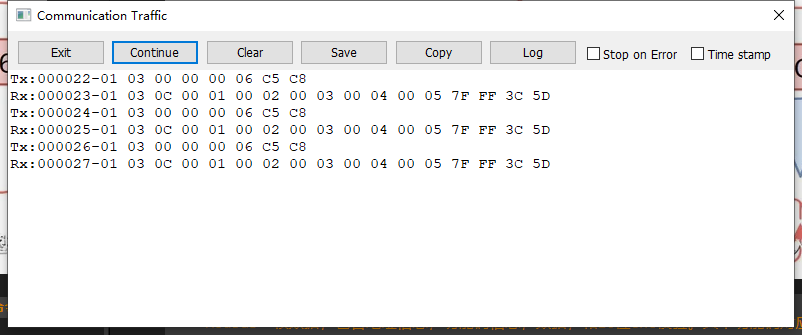 Communication Traffic
Exit Continue Clear Save Copy Log Stop on Error Time stamp
Tx:000022-01 03 00 00 00 06 C5 C8
Rx:000023-01 03 0C 00 01 00 02 00 03 00 04 00 05 7F FF 3C 5D
Tx:000024-01 03 00 00 00 06 C5 C8
Rx:000025-01 03 0C 00 01 00 02 00 03 00 04 00 05 7F FF 3C 5D
Tx:000026-01 03 00 00 00 06 C5 C8
Rx:000027-01 03 0C 00 01 00 02 00 03 00 04 00 05 7F FF 3C 5D